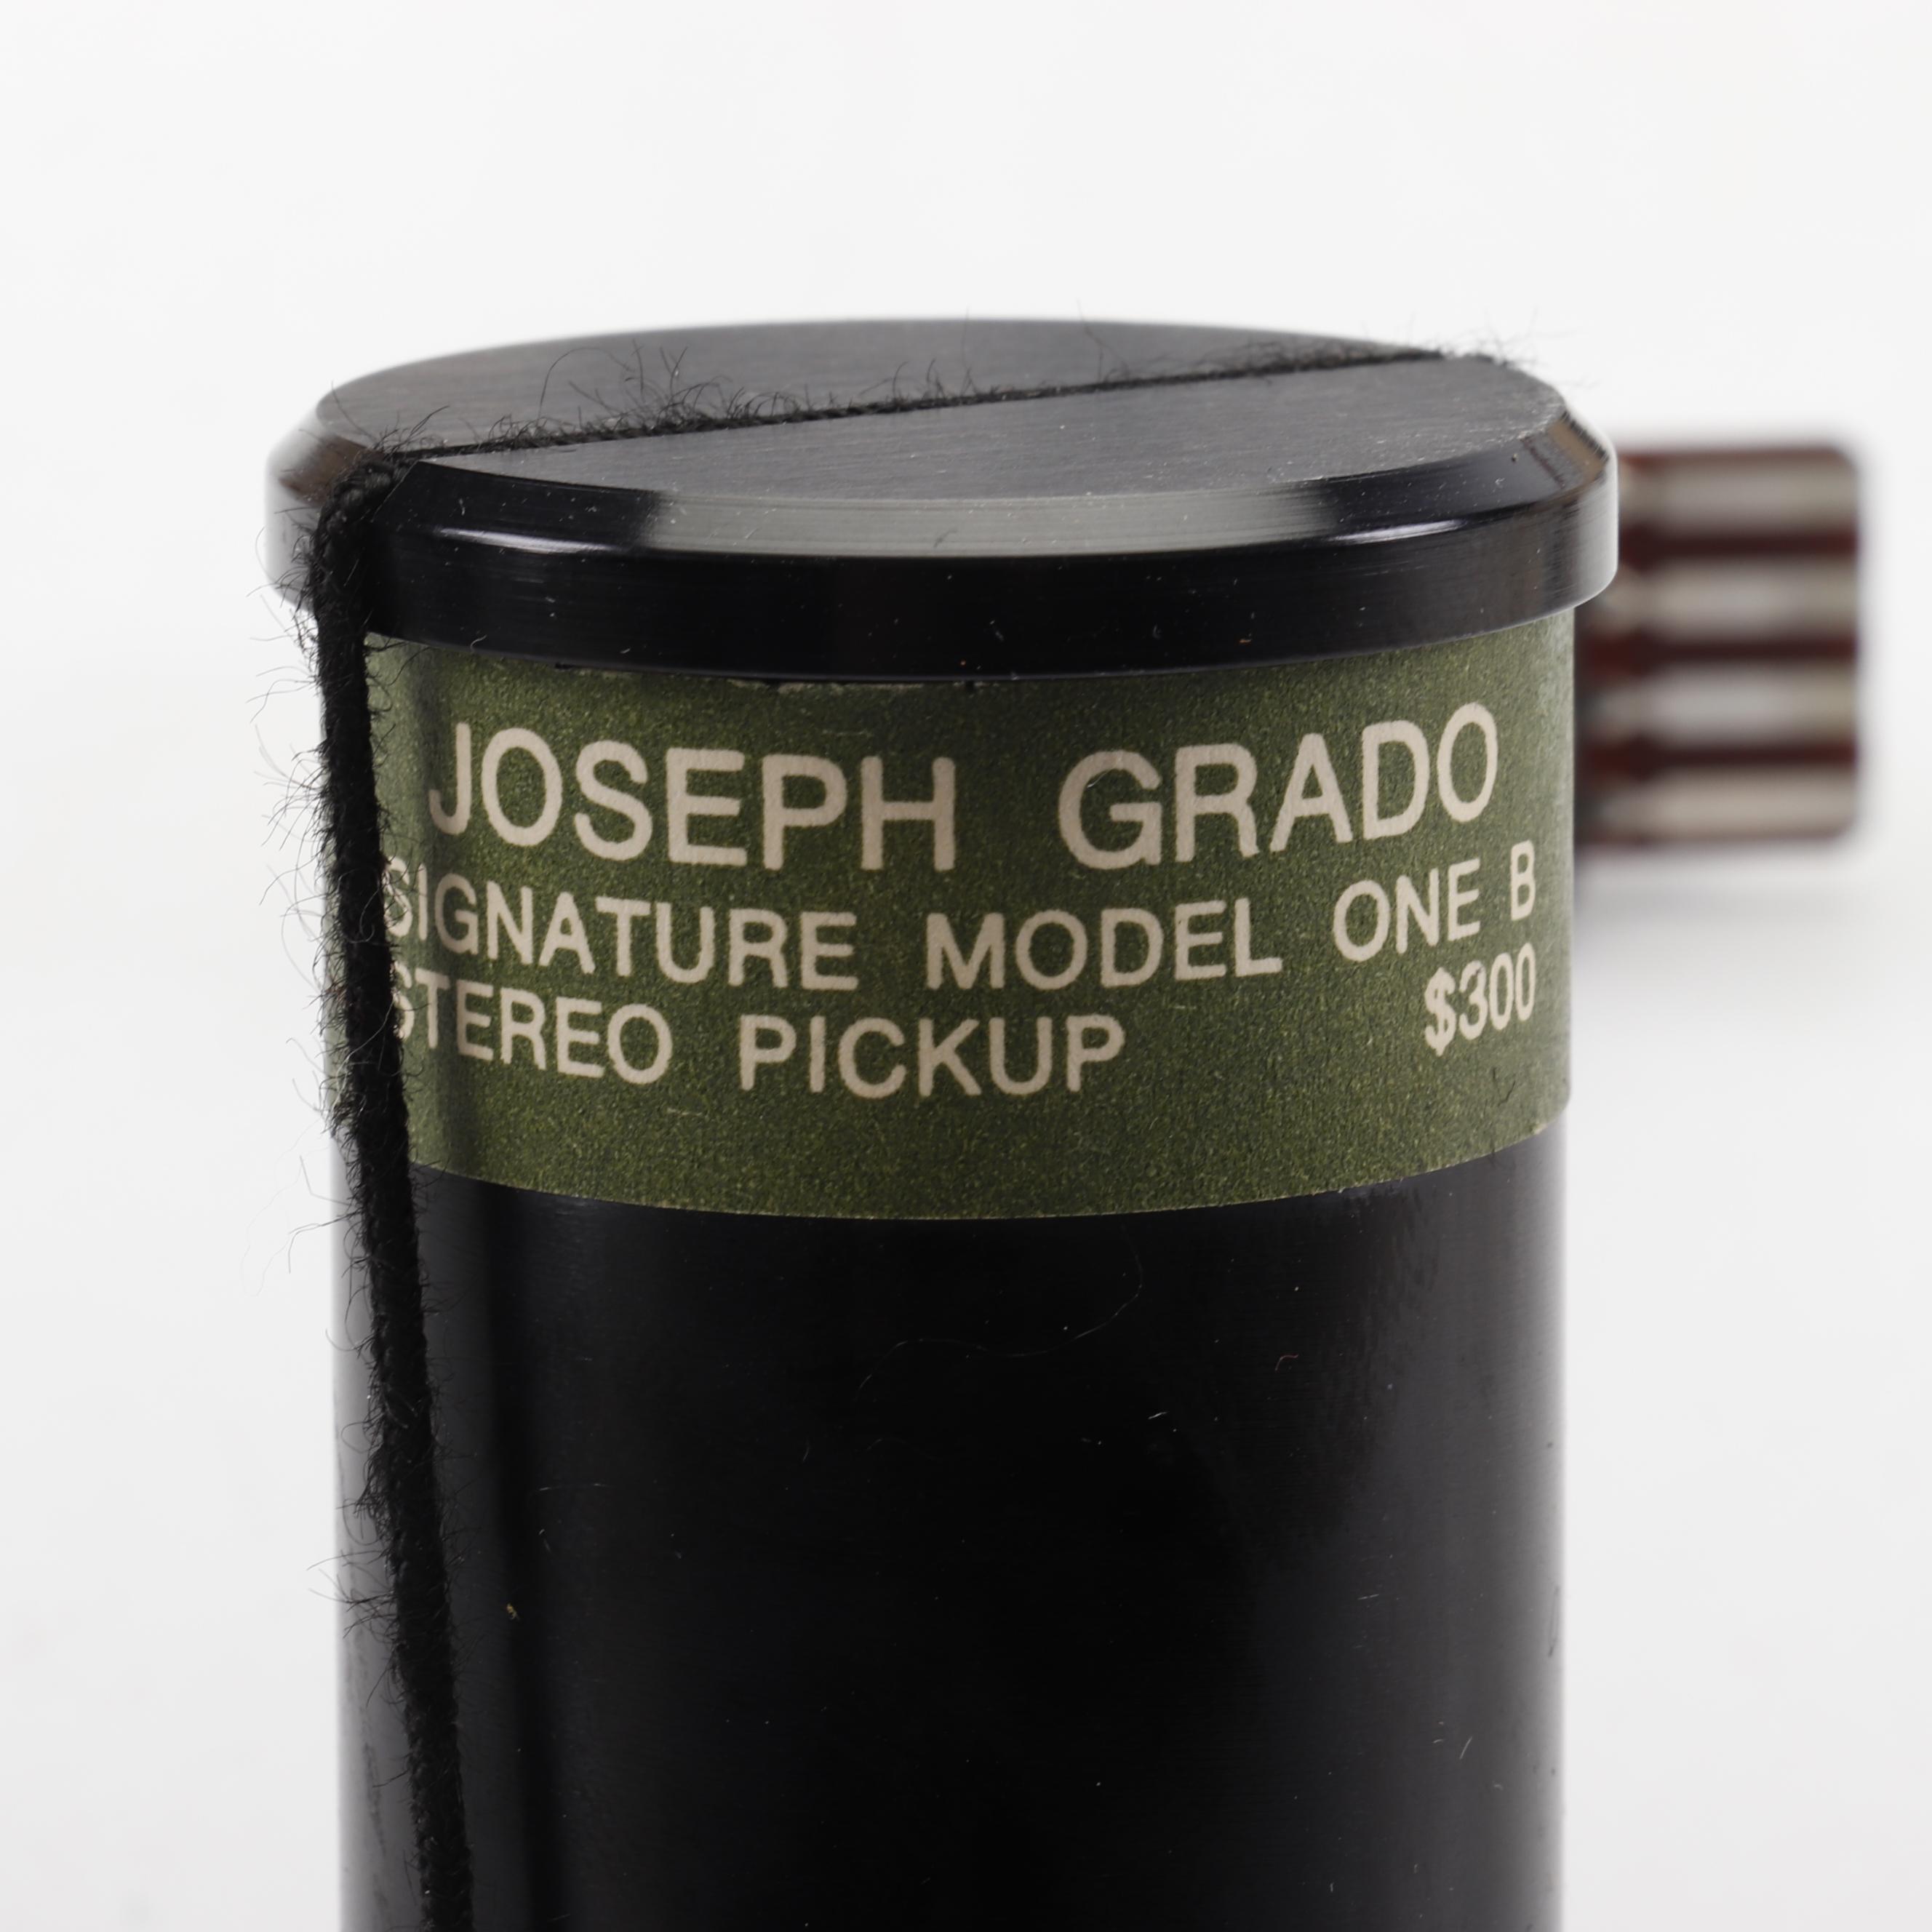 JOSEPH GRADO
SIGNATURE MODEL ONE B
STEREO PICKUP $300